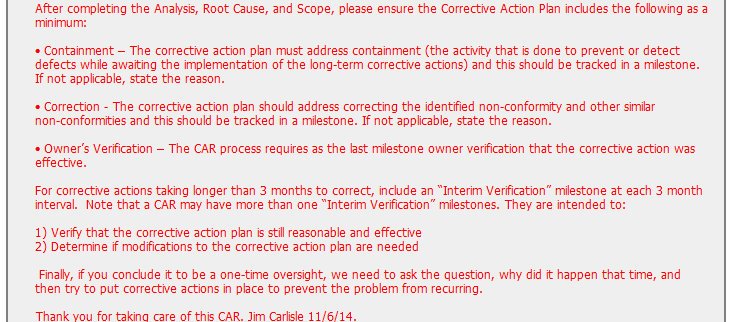 After completing the Analysis, Root Cause, and Scope, please ensure the Corrective Action Plan includes the following as a
minimum:
• Containment – The corrective action plan must address containment (the activity that is done to prevent or detect
defects while awaiting the implementation of the long-term corrective actions) and this should be tracked in a milestone.
If not applicable, state the reason.
• Correction - The corrective action plan should address correcting the identified non-conformity and other similar
non-conformities and this should be tracked in a milestone. If not applicable, state the reason.
• Owner’s Verification – The CAR process requires as the last milestone owner verification that the corrective action was
effective.
For corrective actions taking longer than 3 months to correct, include an “Interim Verification” milestone at each 3 month
interval.  Note that a CAR may have more than one “Interim Verification” milestones. They are intended to:
1) Verify that the corrective action plan is still reasonable and effective
2) Determine if modifications to the corrective action plan are needed
Finally, if you conclude it to be a one-time oversight, we need to ask the question, why did it happen that time, and
then try to put corrective actions in place to prevent the problem from recurring.
Thank you for taking care of this CAR. Jim Carlisle 11/6/14.